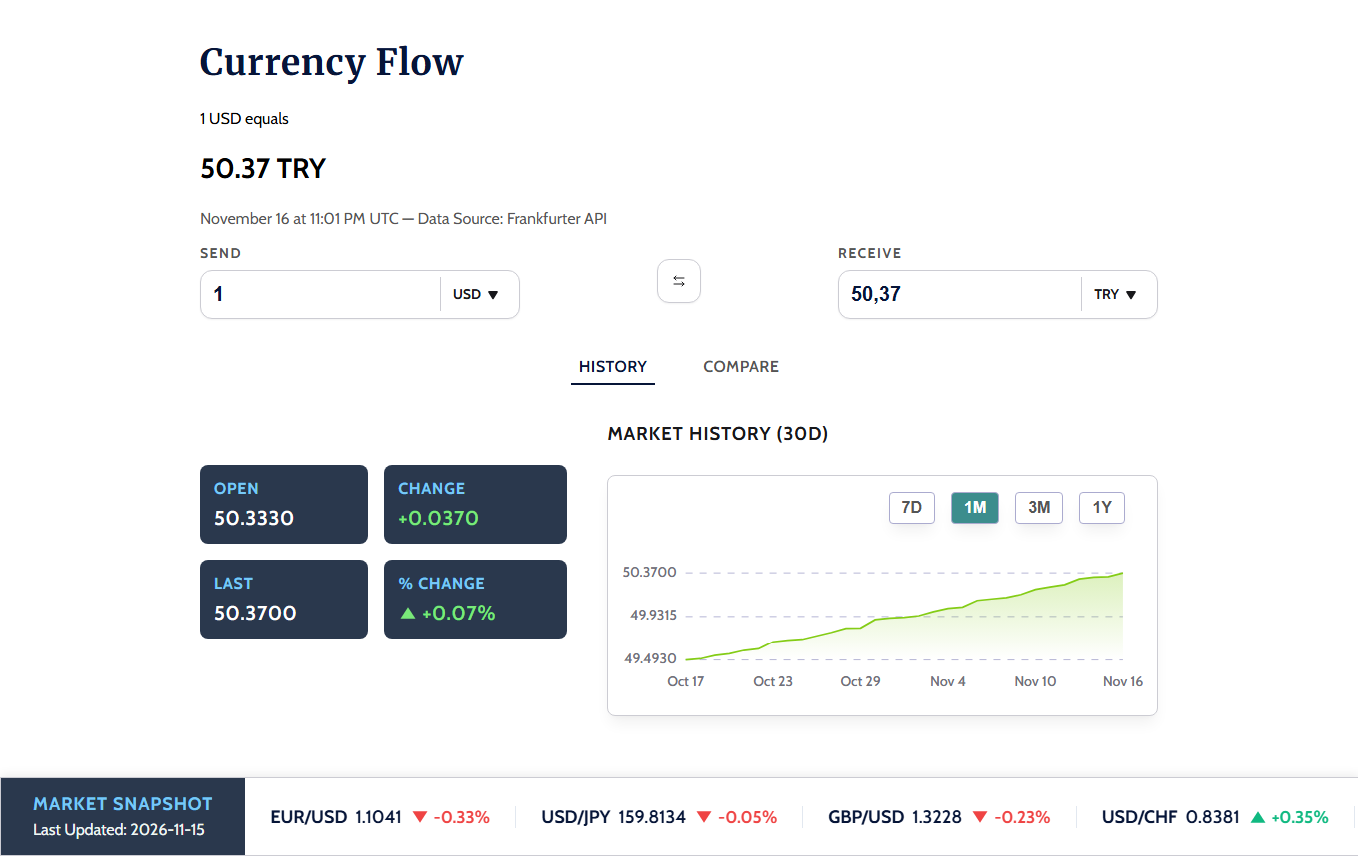 Currency Flow
1 USD equals
50.37 TRY
November 16 at 11:01 PM UTC — Data Source: Frankfurter API
SEND
1 USD ▼
⇆
RECEIVE
50,37 TRY ▼
HISTORY COMPARE
OPEN
50.3330
CHANGE
+0.0370
LAST
50.3700
% CHANGE
▲ +0.07%
MARKET HISTORY (30D)
7D 1M 3M 1Y
50.3700
49.9315
49.4930
Oct 17 Oct 23 Oct 29 Nov 4 Nov 10 Nov 16
MARKET SNAPSHOT
Last Updated: 2026-11-15
EUR/USD 1.1041 ▼ -0.33% USD/JPY 159.8134 ▼ -0.05% GBP/USD 1.3228 ▼ -0.23% USD/CHF 0.8381 ▲ +0.35%